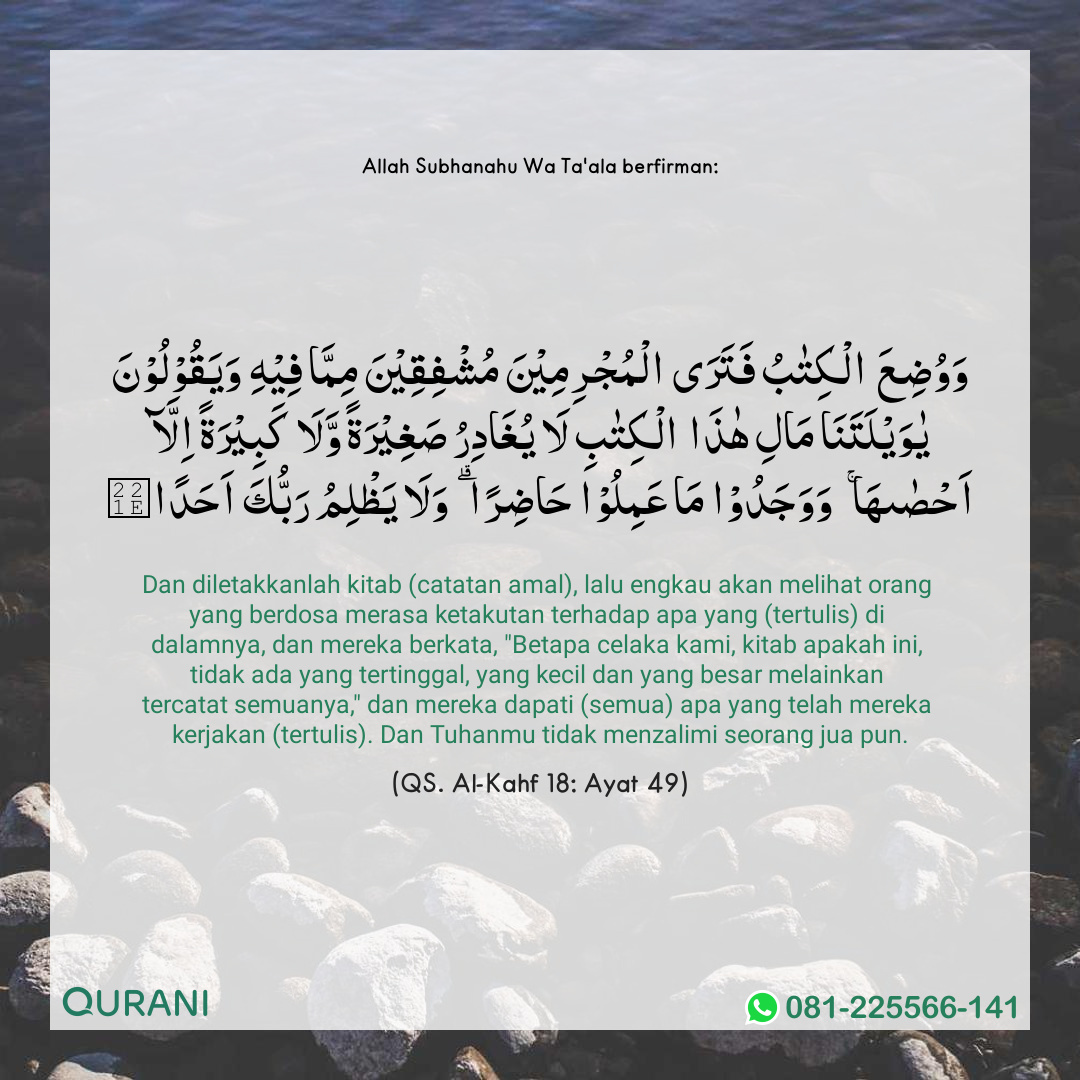 Allah Subhanahu Wa Ta'ala berfirman:
وَوُضِعَ الْكِتٰبُ فَتَرَى الْمُجْرِمِيْنَ مُشْفِقِيْنَ مِمَّا فِيْهِ وَيَقُوْلُوْنَ
يٰوَيْلَتَنَا مَالِ هٰذَا الْكِتٰبِ لَا يُغَادِرُ صَغِيْرَةً وَّلَا كَبِيْرَةً اِلَّاۤ
اَحْصٰٮهَا ۚ وَوَجَدُوْا مَا عَمِلُوْا حَاضِرًا ۗ وَلَا يَظْلِمُ رَبُّكَ اَحَدًا
Dan diletakkanlah kitab (catatan amal), lalu engkau akan melihat orang
yang berdosa merasa ketakutan terhadap apa yang (tertulis) di
dalamnya, dan mereka berkata, "Betapa celaka kami, kitab apakah ini,
tidak ada yang tertinggal, yang kecil dan yang besar melainkan
tercatat semuanya," dan mereka dapati (semua) apa yang telah mereka
kerjakan (tertulis). Dan Tuhanmu tidak menzalimi seorang jua pun.
(QS. Al-Kahf 18: Ayat 49)
QURANI
081-225566-141